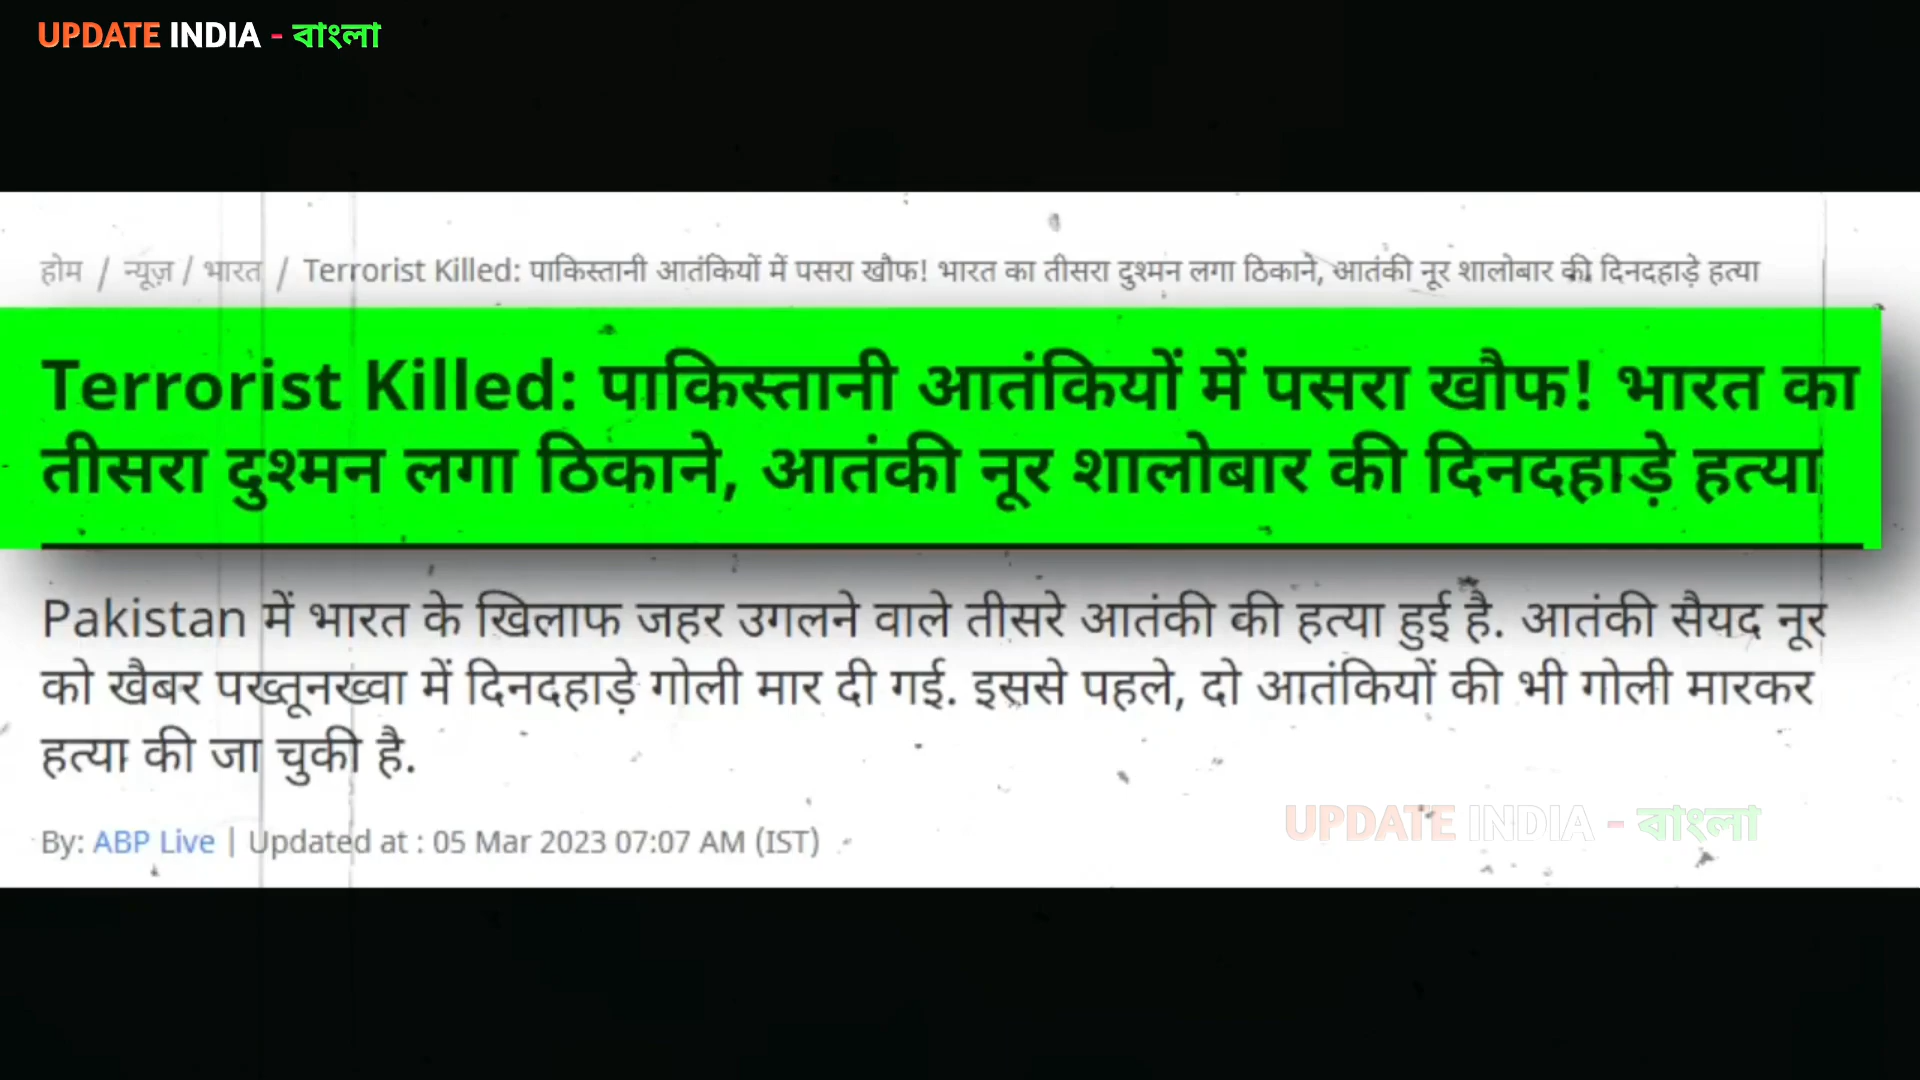 UPDATE INDIA - বাংলা
होम / न्यूज़ / भारत / Terrorist Killed: पाकिस्तानी आतंकियों में पसरा खौफ! भारत का तीसरा दुश्मन लगा ठिकाने, आतंकी नूर शालोबार की दिनदहाड़े हत्या
Terrorist Killed: पाकिस्तानी आतंकियों में पसरा खौफ! भारत का
तीसरा दुश्मन लगा ठिकाने, आतंकी नूर शालोबार की दिनदहाड़े हत्या
Pakistan में भारत के खिलाफ जहर उगलने वाले तीसरे आतंकी की हत्या हुई है. आतंकी सैयद नूर
को खैबर पख्तूनख्वा में दिनदहाड़े गोली मार दी गई. इससे पहले, दो आतंकियों की भी गोली मारकर
हत्या की जा चुकी है.
UPDATE INDIA - বাংলা
By: ABP Live | Updated at : 05 Mar 2023 07:07 AM (IST)